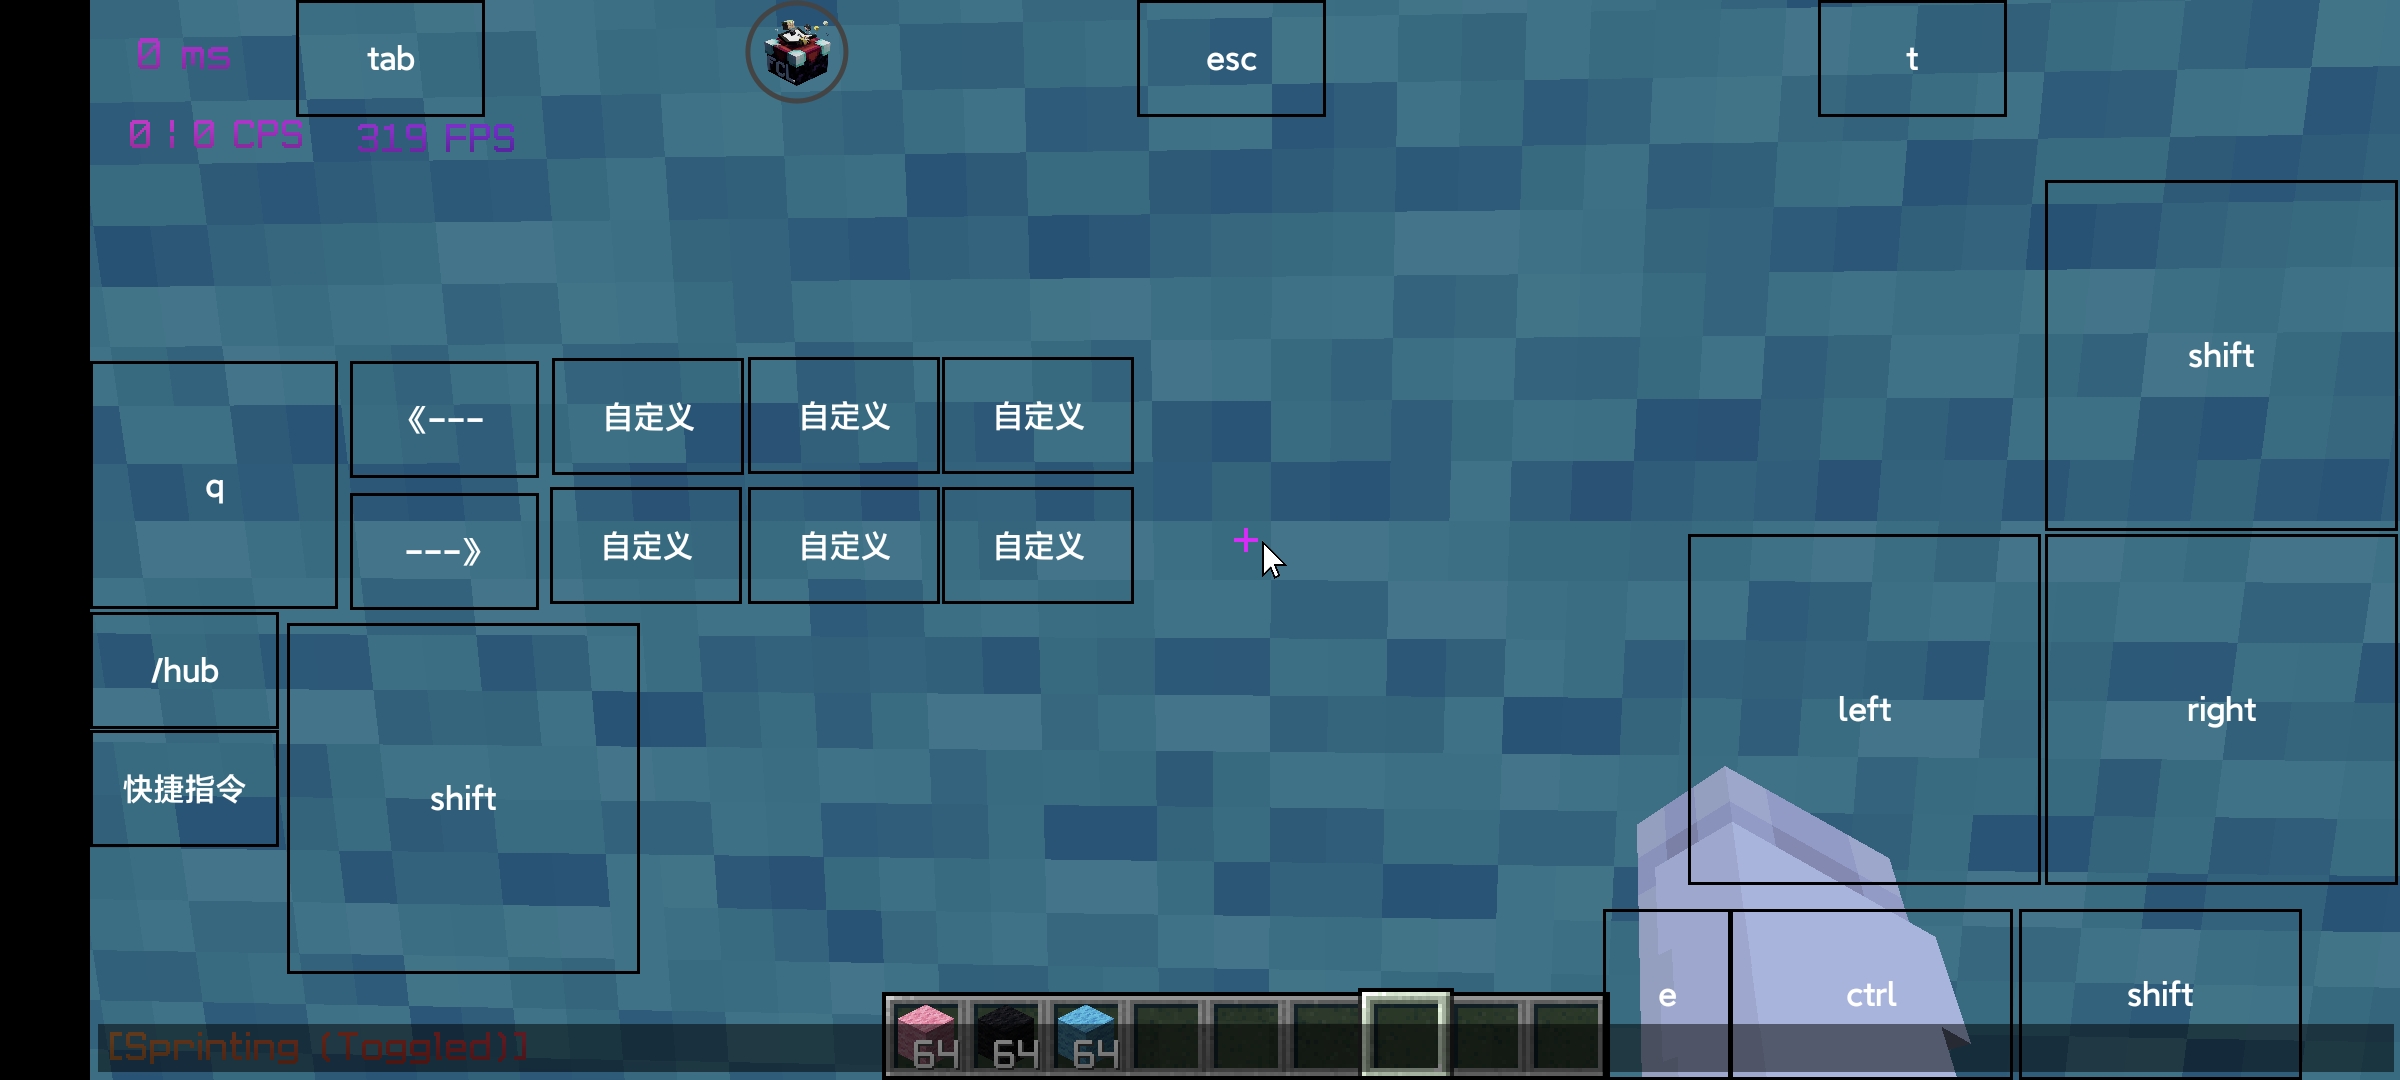 0 ms
tab
FCL
esc
t
0 | 0 CPS
319 FPS
shift
q
《---
自定义
自定义
自定义
---》
自定义
自定义
自定义
/hub
快捷指令
shift
left
right
e
ctrl
shift
64
64
64
[Sprinting (Toggled)]